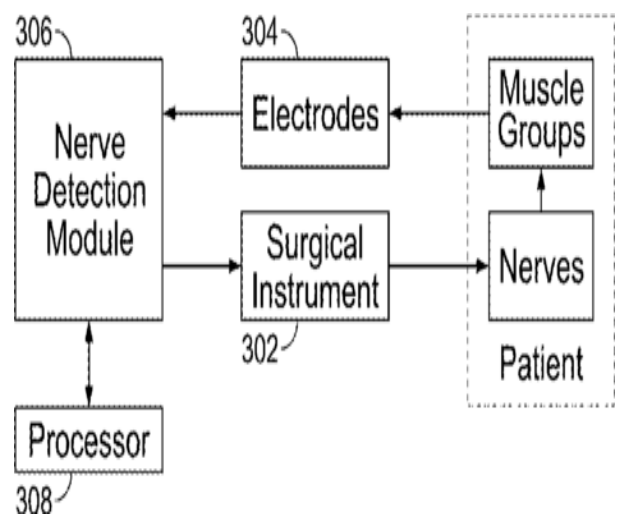 306
304
Nerve
Detection
Module
Electrodes
Muscle
Groups
Surgical
Instrument
302
Nerves
Patient
Processor
308